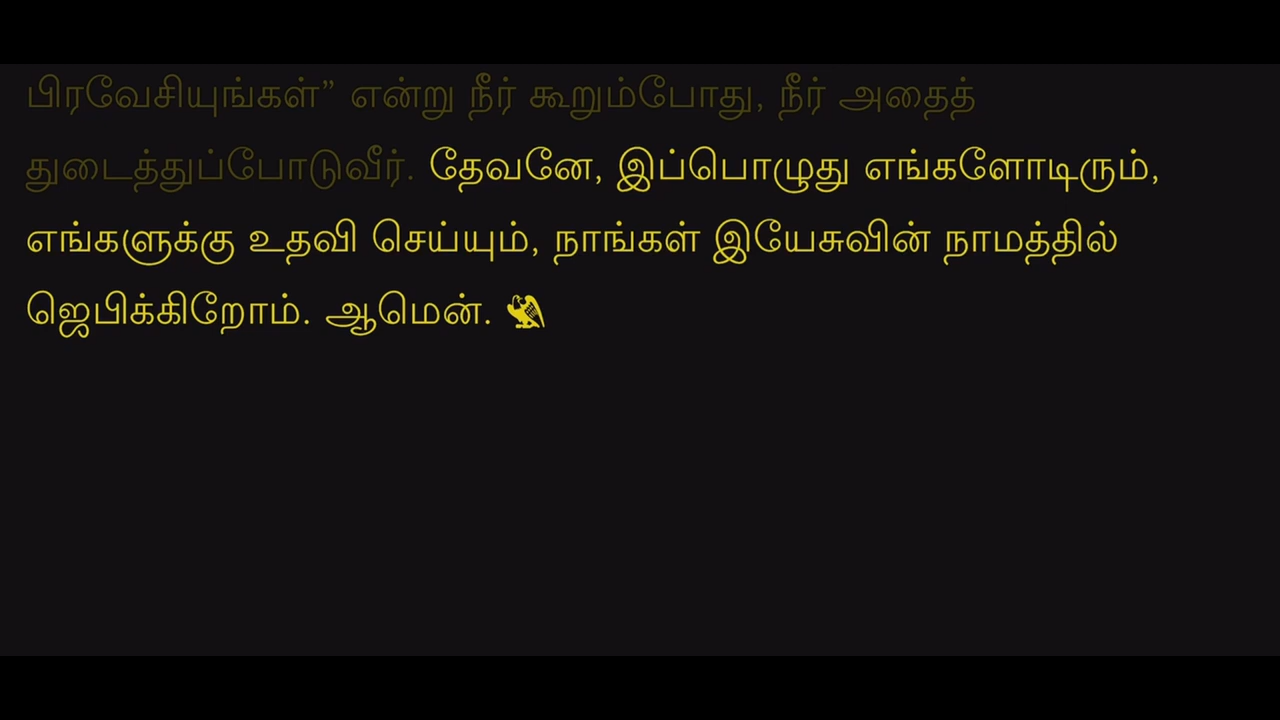 பிரவேசியுங்கள்” என்று நீர் கூறும்போது, நீர் அதைத்
துடைத்துப்போடுவீர். தேவனே, இப்பொழுது எங்களோடிரும்,
எங்களுக்கு உதவி செய்யும், நாங்கள் இயேசுவின் நாமத்தில்
ஜெபிக்கிறோம். ஆமென்.